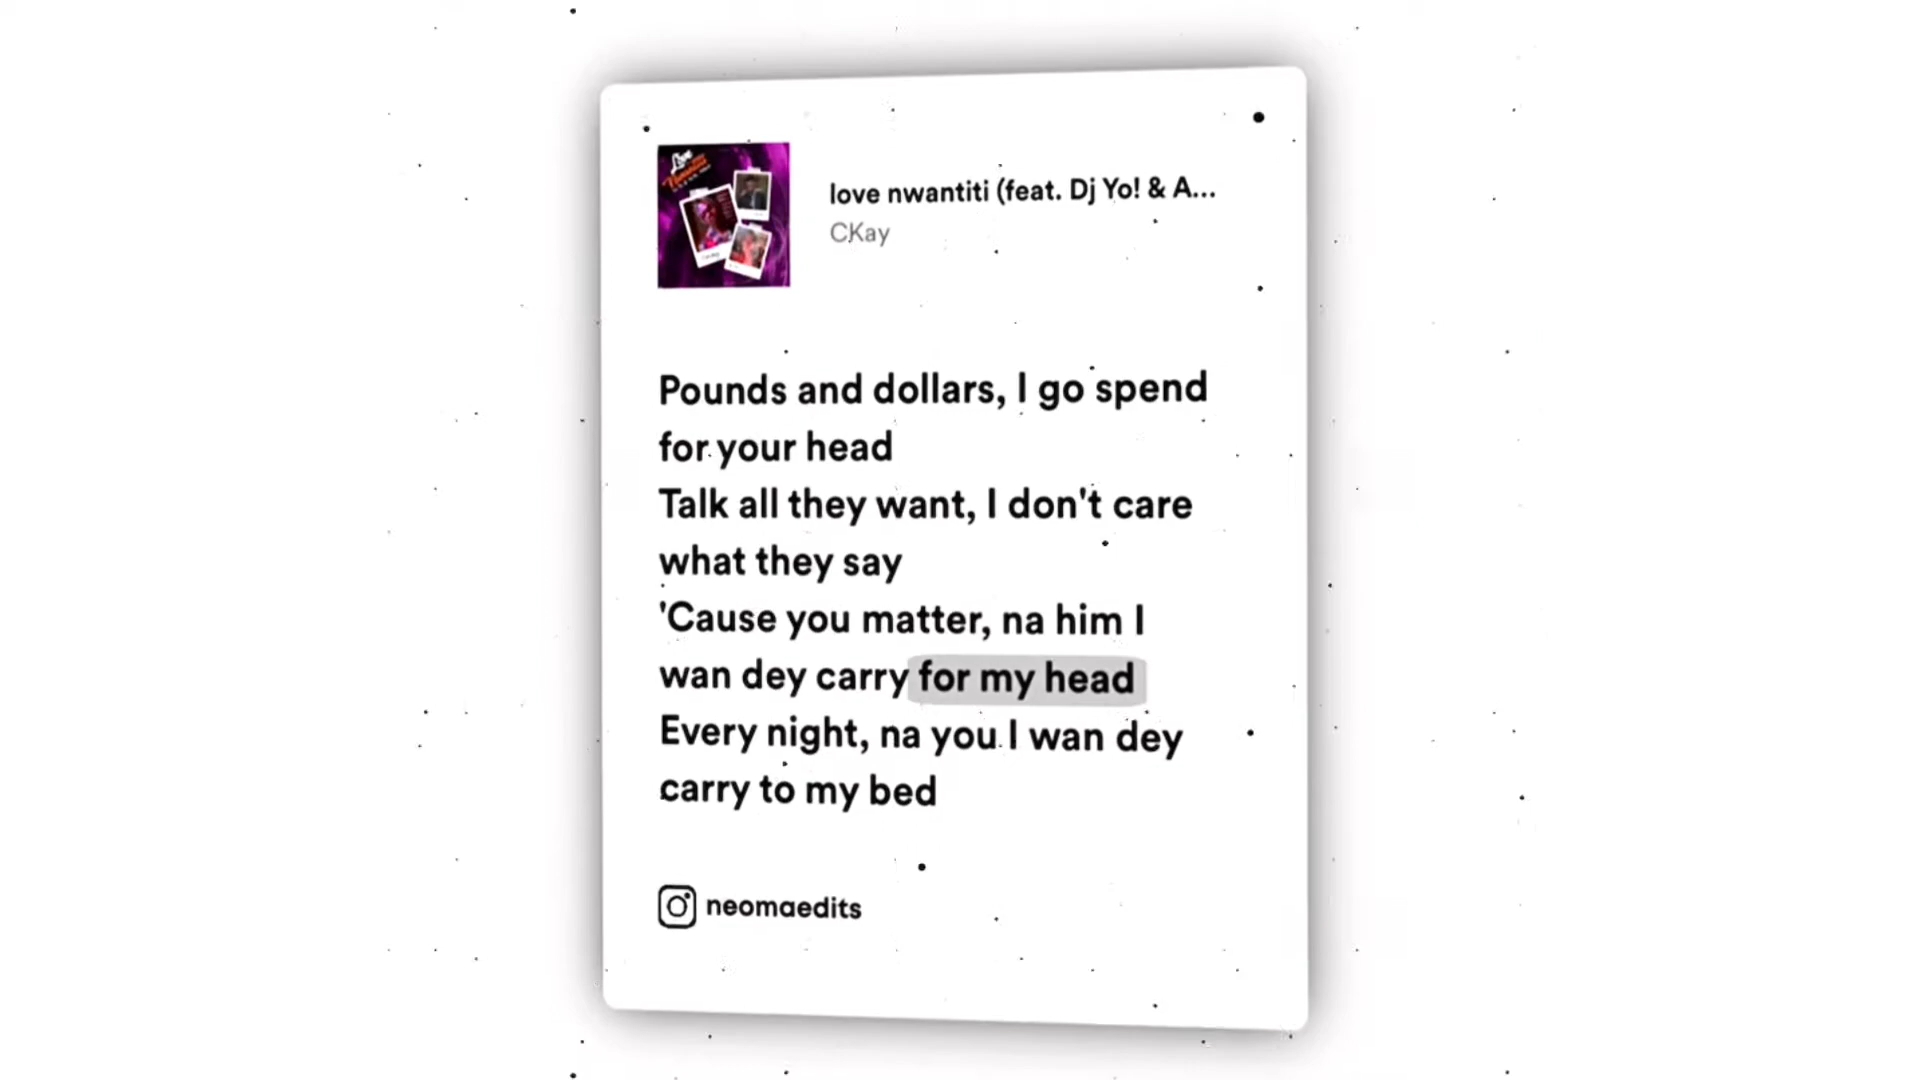 love nwantiti (feat. Dj Yo! & A...
CKay
Pounds and dollars, I go spend
for your head
Talk all they want, I don't care
what they say
'Cause you matter, na him I
wan dey carry for my head
Every night, na you I wan dey
carry to my bed
neomaedits